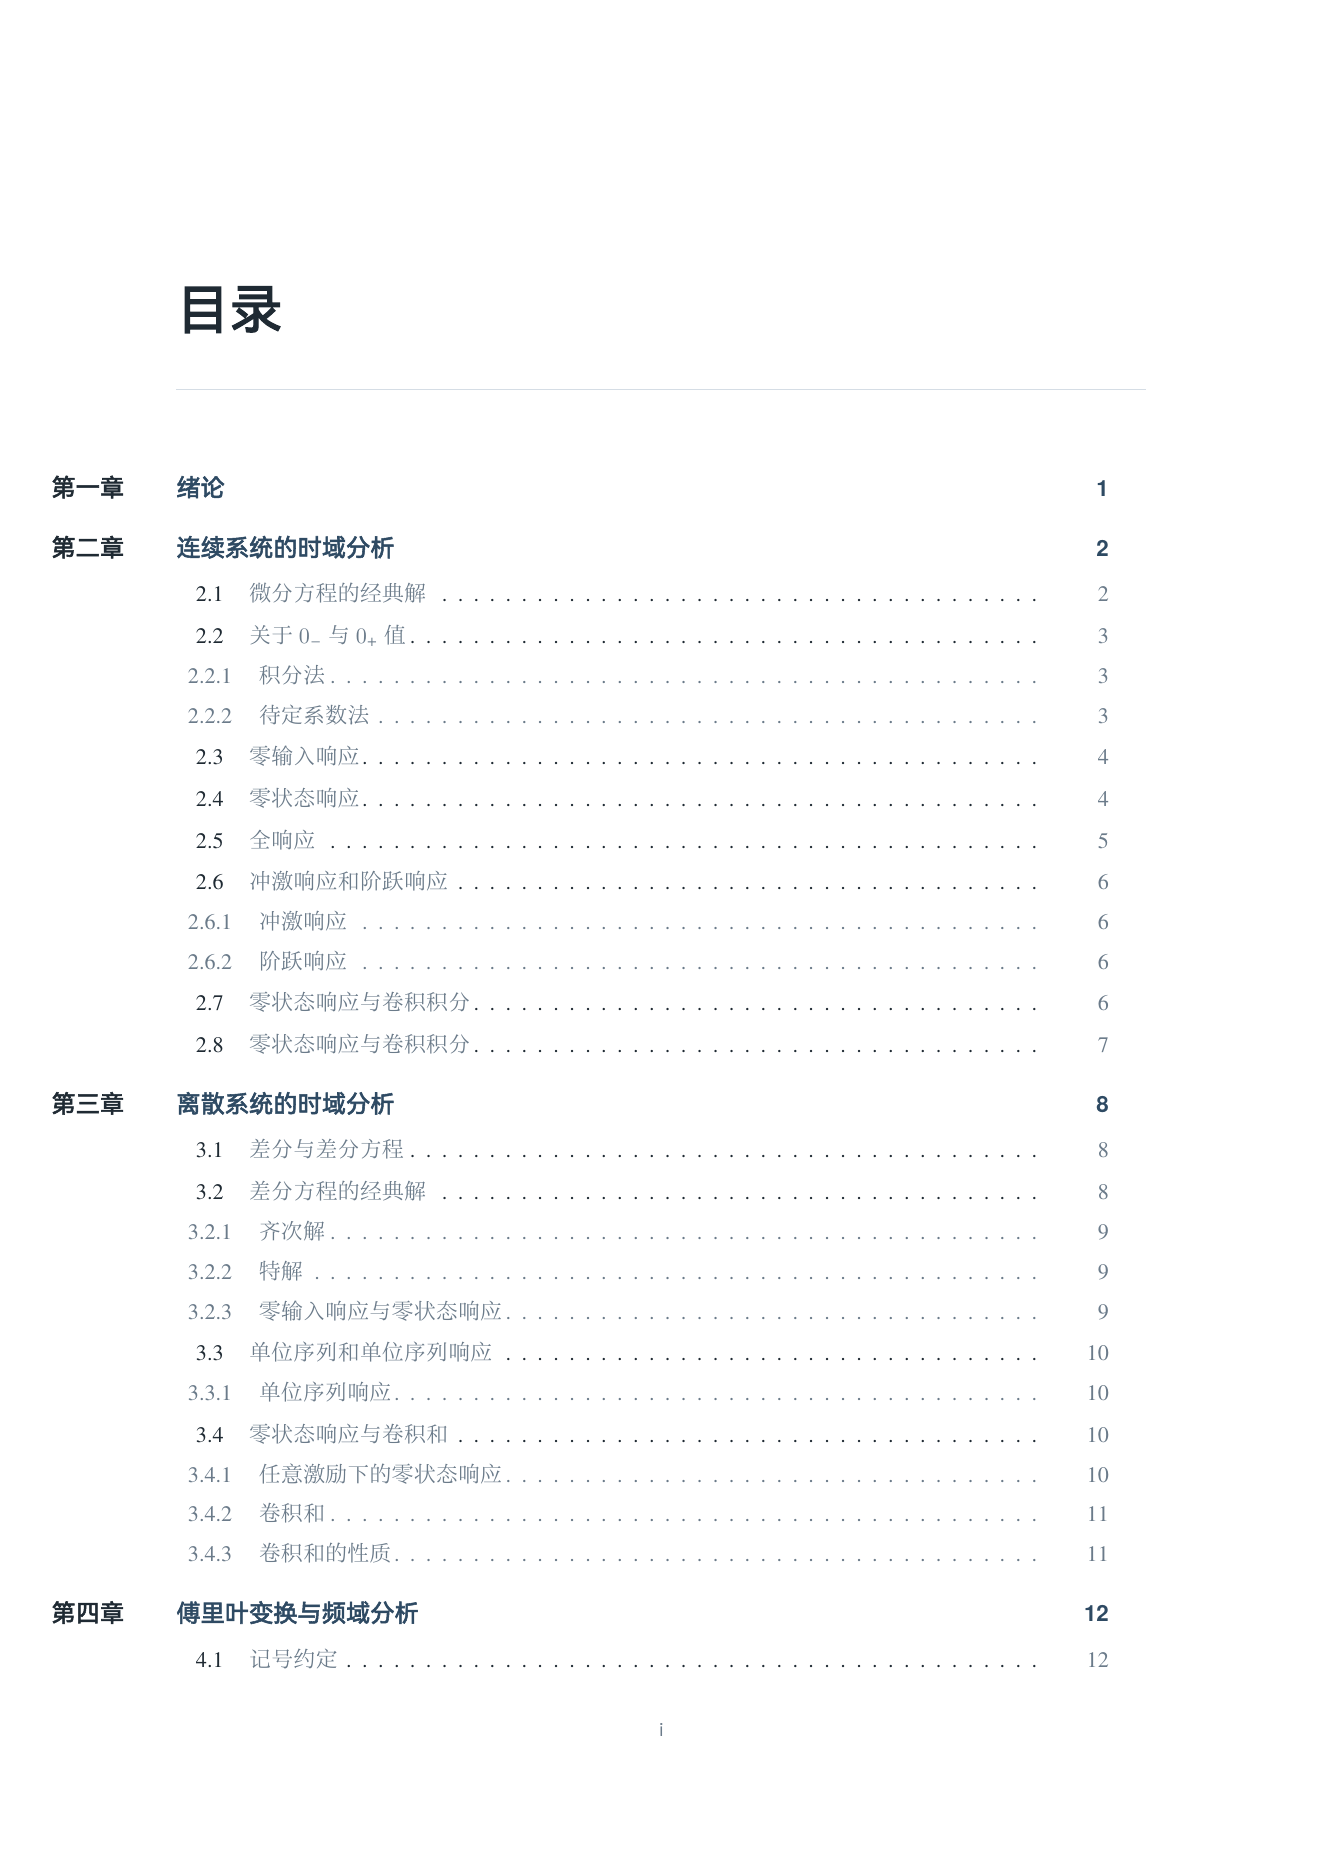 目录
第一章 绪论 1
第二章 连续系统的时域分析 2
2.1 微分方程的经典解 . . . . . . . . . . . . . . . . . . . . . . . . . . . . . . . . . . . . . . 2
2.2 关于 0₋ 与 0₊ 值 . . . . . . . . . . . . . . . . . . . . . . . . . . . . . . . . . . . . . . . . 3
2.2.1 积分法 . . . . . . . . . . . . . . . . . . . . . . . . . . . . . . . . . . . . . . . . . . . . . 3
2.2.2 待定系数法 . . . . . . . . . . . . . . . . . . . . . . . . . . . . . . . . . . . . . . . . . . 3
2.3 零输入响应 . . . . . . . . . . . . . . . . . . . . . . . . . . . . . . . . . . . . . . . . . . . 4
2.4 零状态响应 . . . . . . . . . . . . . . . . . . . . . . . . . . . . . . . . . . . . . . . . . . . 4
2.5 全响应 . . . . . . . . . . . . . . . . . . . . . . . . . . . . . . . . . . . . . . . . . . . . . 5
2.6 冲激响应和阶跃响应 . . . . . . . . . . . . . . . . . . . . . . . . . . . . . . . . . . . . . 6
2.6.1 冲激响应 . . . . . . . . . . . . . . . . . . . . . . . . . . . . . . . . . . . . . . . . . . . 6
2.6.2 阶跃响应 . . . . . . . . . . . . . . . . . . . . . . . . . . . . . . . . . . . . . . . . . . . 6
2.7 零状态响应与卷积积分 . . . . . . . . . . . . . . . . . . . . . . . . . . . . . . . . . . . . 6
2.8 零状态响应与卷积积分 . . . . . . . . . . . . . . . . . . . . . . . . . . . . . . . . . . . . 7
第三章 离散系统的时域分析 8
3.1 差分与差分方程 . . . . . . . . . . . . . . . . . . . . . . . . . . . . . . . . . . . . . . . . 8
3.2 差分方程的经典解 . . . . . . . . . . . . . . . . . . . . . . . . . . . . . . . . . . . . . . 8
3.2.1 齐次解 . . . . . . . . . . . . . . . . . . . . . . . . . . . . . . . . . . . . . . . . . . . . . 9
3.2.2 特解 . . . . . . . . . . . . . . . . . . . . . . . . . . . . . . . . . . . . . . . . . . . . . . 9
3.2.3 零输入响应与零状态响应 . . . . . . . . . . . . . . . . . . . . . . . . . . . . . . . . . . 9
3.3 单位序列和单位序列响应 . . . . . . . . . . . . . . . . . . . . . . . . . . . . . . . . . . 10
3.3.1 单位序列响应 . . . . . . . . . . . . . . . . . . . . . . . . . . . . . . . . . . . . . . . . . 10
3.4 零状态响应与卷积和 . . . . . . . . . . . . . . . . . . . . . . . . . . . . . . . . . . . . . 10
3.4.1 任意激励下的零状态响应 . . . . . . . . . . . . . . . . . . . . . . . . . . . . . . . . . . 10
3.4.2 卷积和 . . . . . . . . . . . . . . . . . . . . . . . . . . . . . . . . . . . . . . . . . . . . . 11
3.4.3 卷积和的性质 . . . . . . . . . . . . . . . . . . . . . . . . . . . . . . . . . . . . . . . . . 11
第四章 傅里叶变换与频域分析 12
4.1 记号约定 . . . . . . . . . . . . . . . . . . . . . . . . . . . . . . . . . . . . . . . . . . . . 12
i